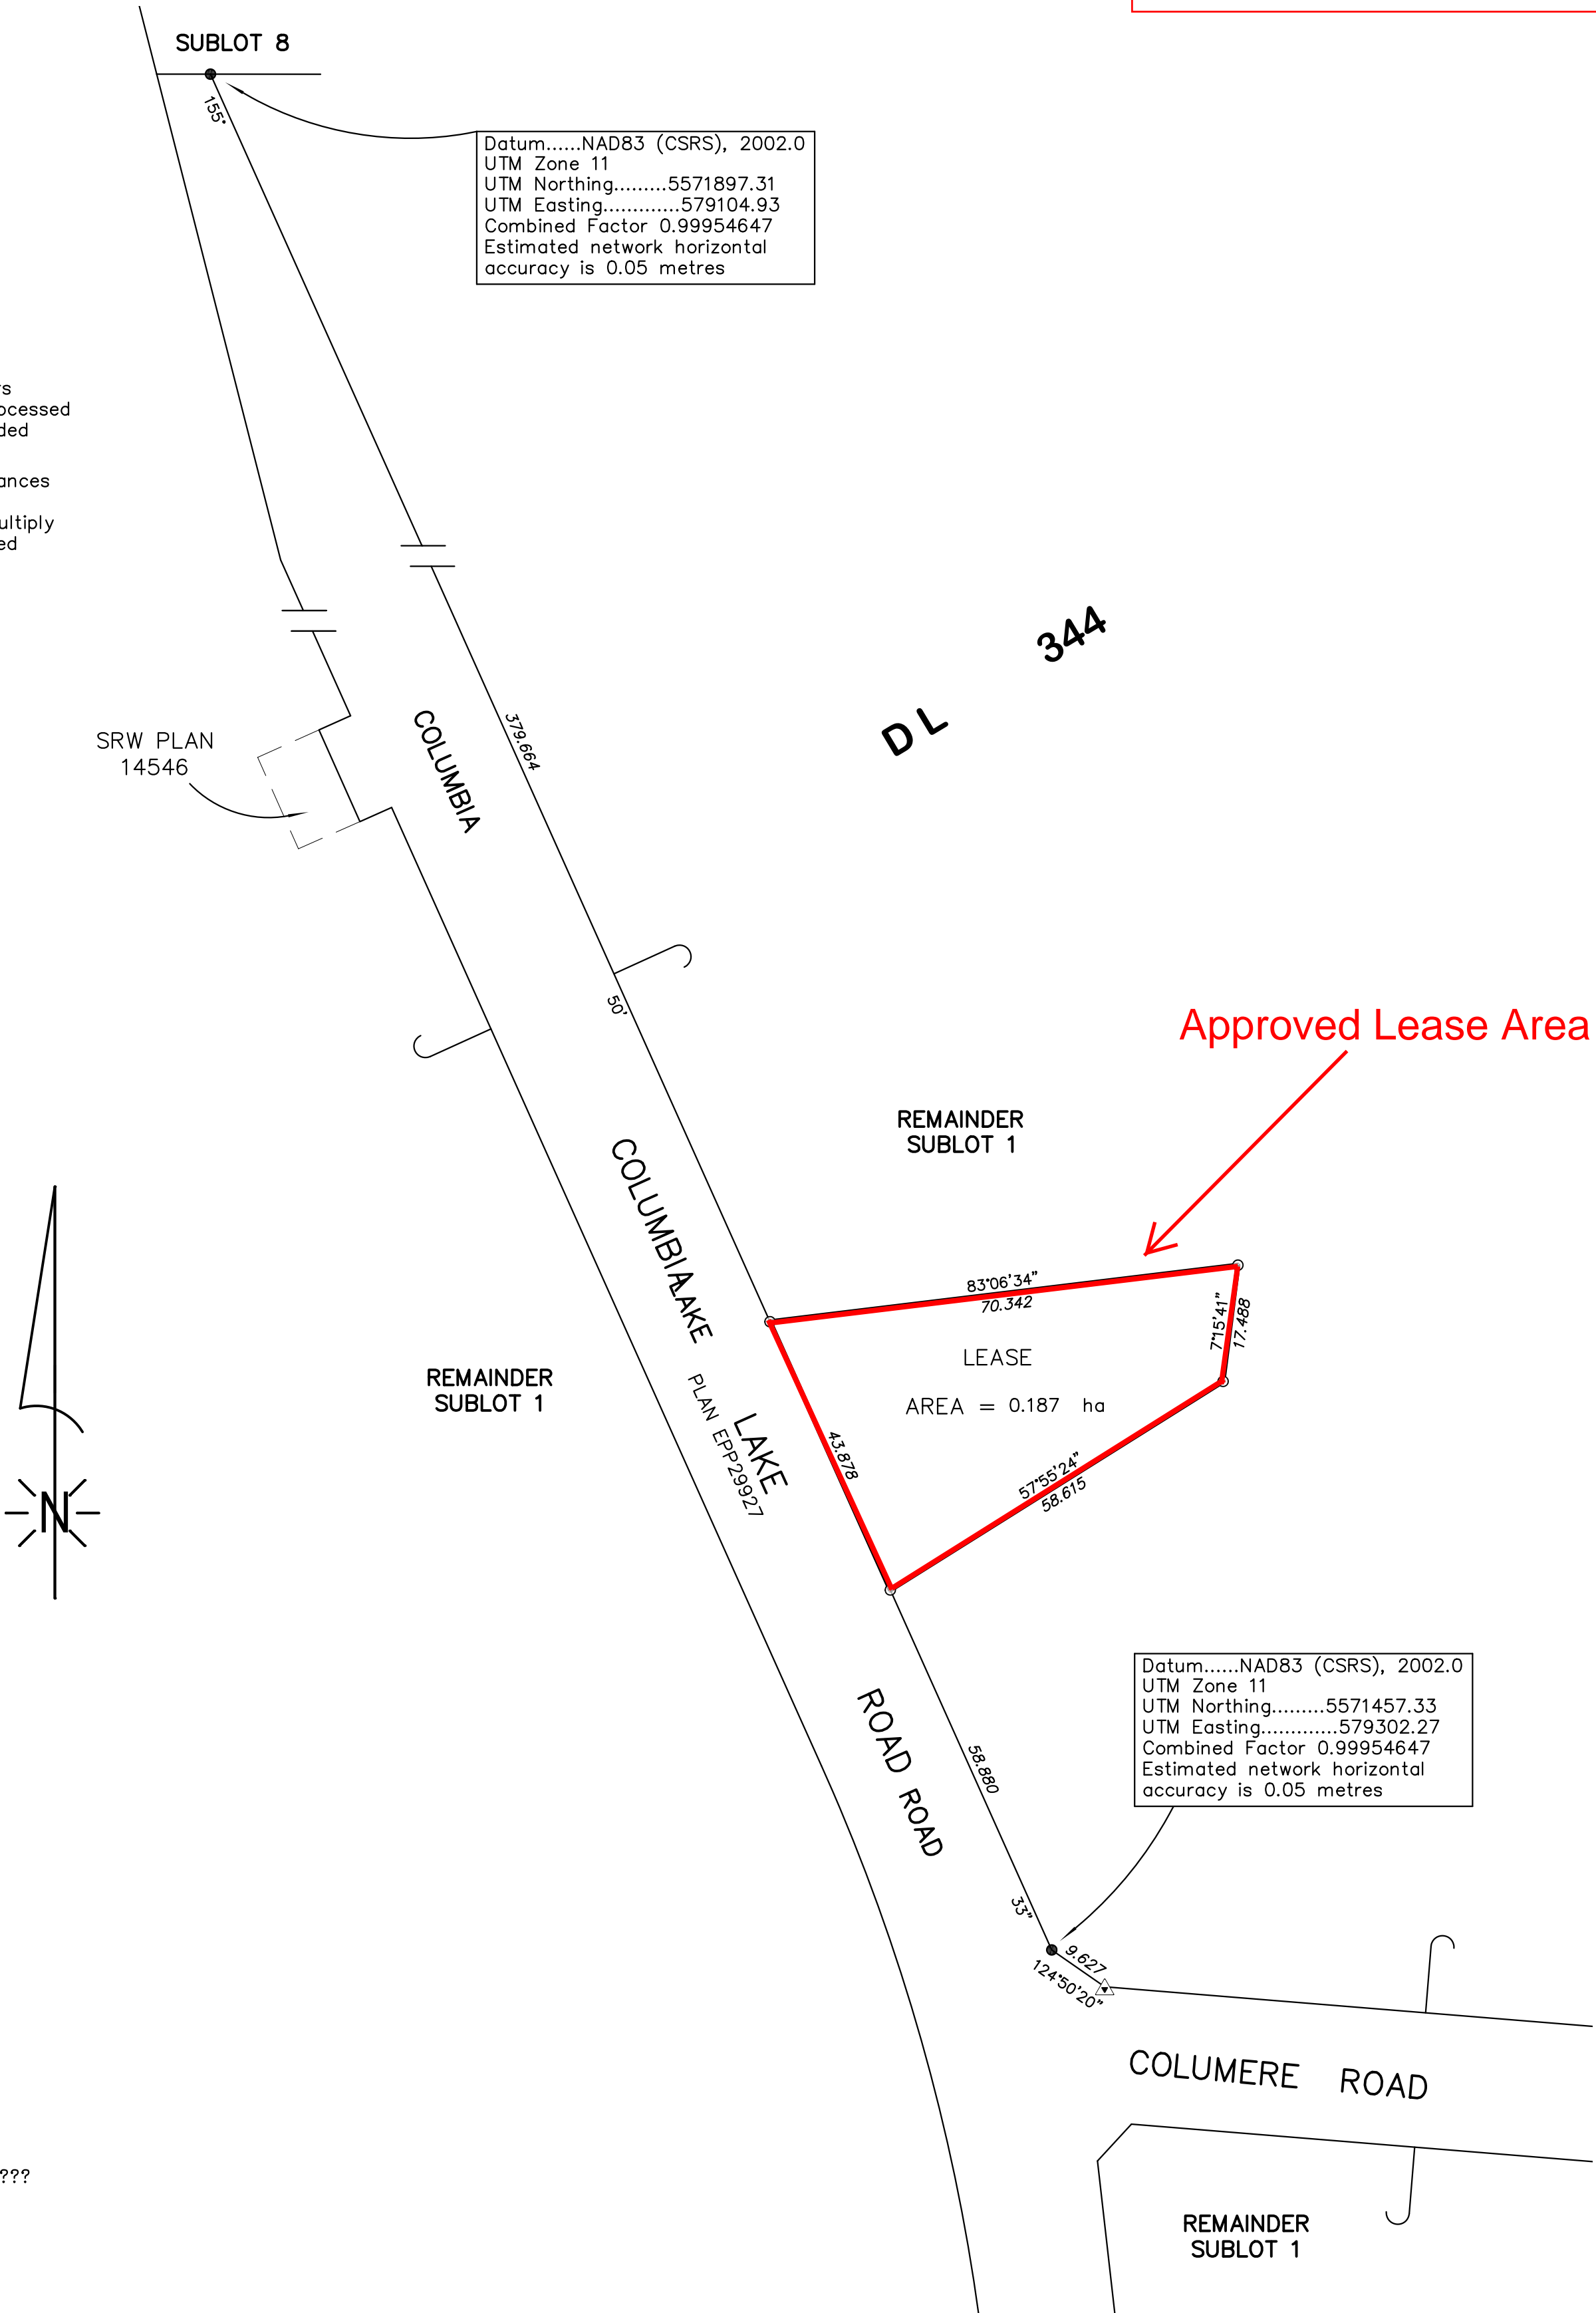 SUBLOT 8
155°
Datum......NAD83 (CSRS), 2002.0
UTM Zone 11
UTM Northing.........5571897.31
UTM Easting.............579104.93
Combined Factor 0.99954647
Estimated network horizontal
accuracy is 0.05 metres
ultiply
344
D L
SRW PLAN
14546
COLUMBIA
379.664
50'
Approved Lease Area
REMAINDER
SUBLOT 1
COLUMBIA
LAKE
83°06'34"
70.342
7°15'41"
17.488
LEASE
AREA = 0.187 ha
REMAINDER
SUBLOT 1
PLAN EPP29927
LAKE
43.878
57°55'24"
58.615
N
Datum......NAD83 (CSRS), 2002.0
UTM Zone 11
UTM Northing.........5571457.33
UTM Easting.............579302.27
Combined Factor 0.99954647
Estimated network horizontal
accuracy is 0.05 metres
ROAD
ROAD
58.880
33"
9.627
124°50'20"
COLUMERE ROAD
???
REMAINDER
SUBLOT 1